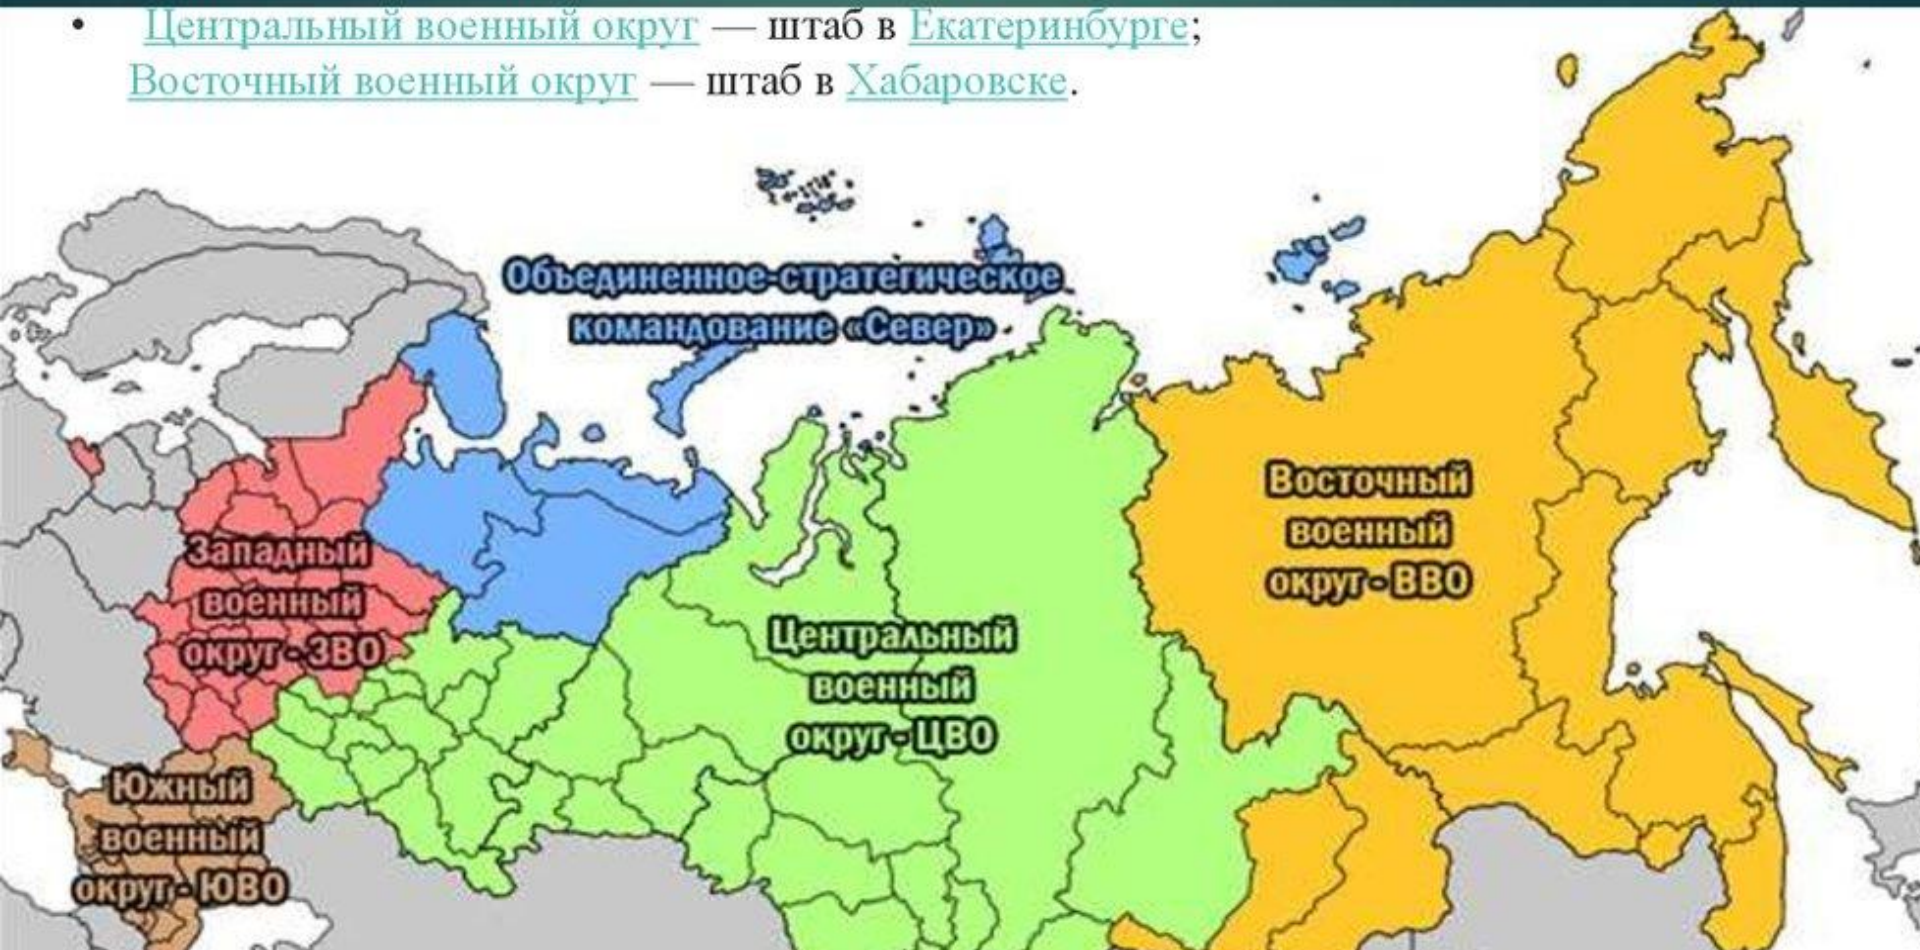 • Центральный военный округ — штаб в Екатеринбурге;
Восточный военный округ — штаб в Хабаровске.
Объединенное-стратегическое
командование «Север»
Западный
военный
округ - ЗВО
Центральный
военный
округ - ЦВО
Восточный
военный
округ - ВВО
Южный
военный
округ - ЮВО